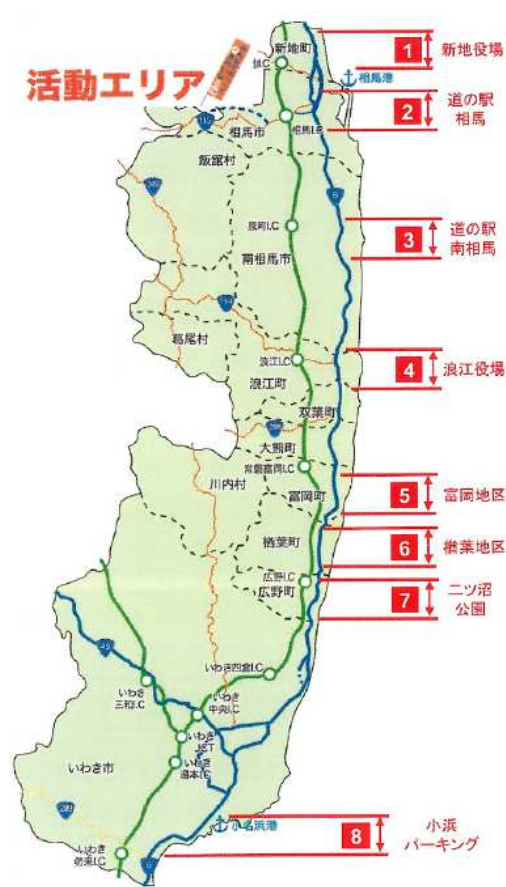 活動エリア
新地町
1
新地役場
相馬港
115
相馬市
相馬I.C
2
道の駅
相馬
飯舘村
6
原町I.C
南相馬市
3
道の駅
南相馬
葛尾村
浪江I.C
浪江町
4
浪江役場
双葉町
大熊町
常磐富岡I.C
川内村
富岡町
5
富岡地区
楢葉町
6
楢葉地区
広野I.C
広野町
7
二ツ沼
公園
49
いわき四倉I.C
いわき
三和I.C
いわき
中央I.C
いわき
JCT
いわき
湯本I.C
いわき市
289
小名浜港
8
小浜
パーキング
いわき
勿来I.C
6